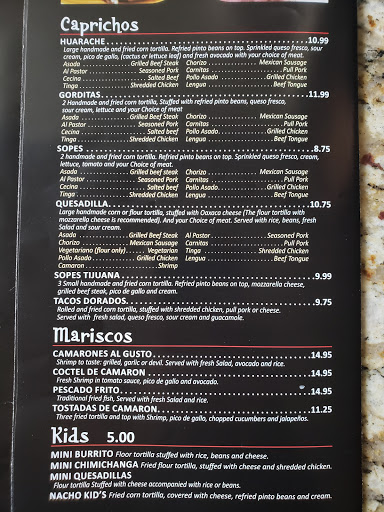 Caprichos
HUARACHE 10.99
Large handmade and fried corn tortilla. Refried pinto beans on top. Sprinkled queso fresco, sour
cream, pico de gallo, (cactus or lettuce leaf) and fresh avocado with your choice of meat.
Asada Grilled Beef Steak Chorizo Mexican Sausage
Al Pastor Seasoned Pork Carnitas Pull Pork
Cecina Salted Beef Pollo Asado Grilled Chicken
Tinga Shredded Chicken Lengua Beef Tongue
GORDITAS 11.99
2 Handmade and fried corn tortilla, Stuffed with refried pinto beans, queso fresco,
sour cream, lettuce and your Choice of meat
Asada Grilled Beef Steak Chorizo Mexican Sausage
Al Pastor Seasoned Pork Carnitas Pull Pork
Cecina Salted beef Pollo Asado Grilled Chicken
Tinga Shredded Chicken Lengua Beef Tongue
SOPES 8.75
2 handmade and fried corn tortilla. Refried pinto beans on top. Sprinkled queso fresco, cream,
lettuce, tomato and your Choice of meat.
Asada Grilled beef steak Chorizo Mexican Sausage
Al Pastor Seasoned Pork Carnitas Pull Pork
Cecina Salted beef Pollo Asado Grilled Chicken
Tinga Shredded Chicken Lengua Beef Tongue
QUESADILLA 10.75
Large handmade corn or flour tortilla, stuffed with Oaxaca cheese (The flour tortilla with
mozzarella cheese is recommended). And your Choice of meat. Served with rice, beans, fresh
Salad and sour cream.
Asada Grilled Beef Steak Al Pastor Seasoned Pork
Chorizo Mexican Sausage Carnitas Pull Pork
Vegetariano (flour only) Vegetarian Tinga Shredded Chicken
Pollo Asado Grilled Chicken Lengua Beef Tongue
Camaron Shrimp
SOPES TIJUANA 9.99
3 Small handmade and fried corn tortilla, Refried pinto beans on top, mozzarella cheese,
grilled beef steak, pico de gallo and cream.
TACOS DORADOS 9.75
Rolled and fried corn tortilla, stuffed with shredded chicken, pull pork or cheese.
Served with fresh salad, queso fresco, sour cream and guacamole.
Mariscos
CAMARONES AL GUSTO 14.95
Shrimp to taste: grilled, garlic or devil. Served with fresh Salad, avocado and rice.
COCTEL DE CAMARON 14.95
Fresh Shrimp in tomato sauce, pico de gallo and avocado.
PESCADO FRITO 14.95
Traditional fried fish, Served with fresh Salad and rice.
TOSTADAS DE CAMARON 11.25
Three fried tortilla and top with Shrimp, pico de gallo, chopped cucumbers and jalapeños.
Kids 5.00
MINI BURRITO Floor tortilla stuffed with rice, beans and cheese.
MINI CHIMICHANGA Fried flour tortilla, stuffed with cheese and shredded chicken.
MINI QUESADILLAS
Flour tortilla Stuffed with cheese accompanied with rice or beans.
NACHO KID'S Fried corn tortilla, covered with cheese, refried pinto beans and cream.